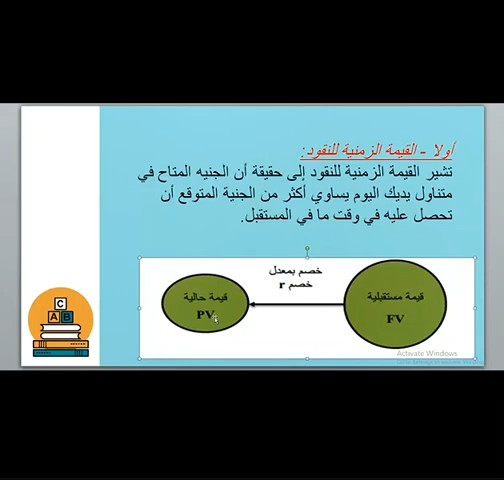 أولا - القيمة الزمنية للنقود :
تشير القيمة الزمنية للنقود إلى حقيقة أن الجنيه المتاح في
متناول يديك اليوم يساوي أكثر من الجنية المتوقع أن
تحصل عليه في وقت ما في المستقبل.
خصم بمعدل
خصم r
قيمة مستقبلية
FV
قيمة حالية
PV
Activate Windows
C
A B